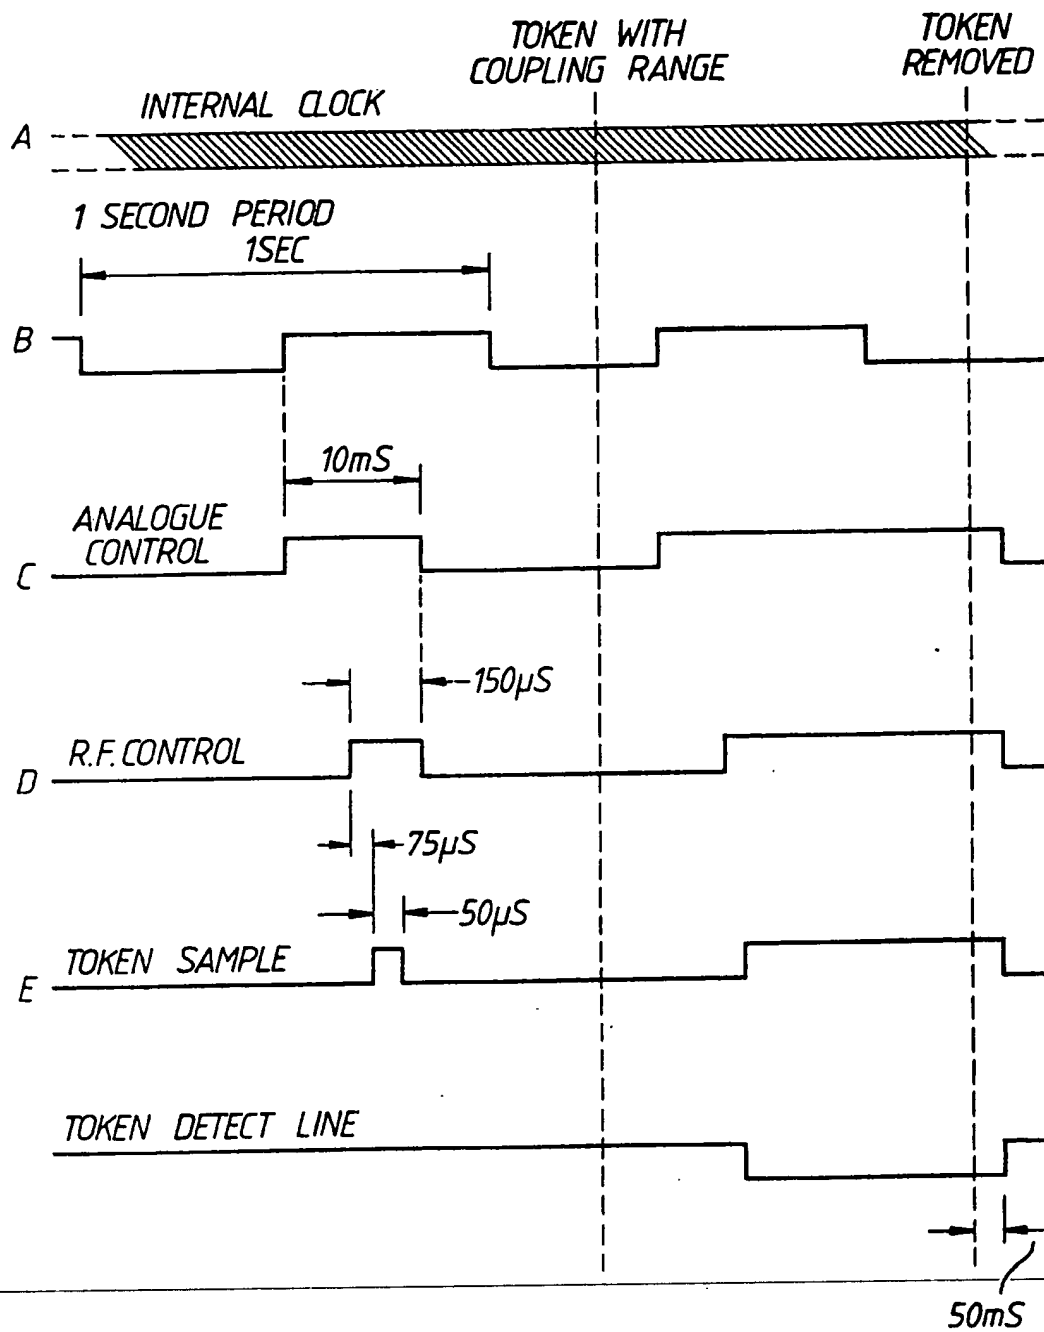 TOKEN WITH
COUPLING RANGE
TOKEN
REMOVED
INTERNAL CLOCK
A
1 SECOND PERIOD
1SEC
B
10mS
ANALOGUE
CONTROL
C
150µS
R.F. CONTROL
D
75µS
50µS
TOKEN SAMPLE
E
TOKEN DETECT LINE
50mS